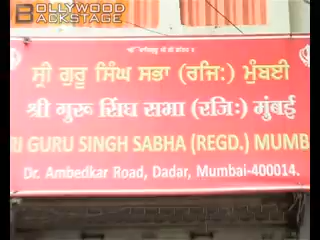 BOLLYWOOD
BACKSTAGE
ਸ੍ਰੀ ਗੁਰੂ ਸਿੰਘ ਸਭਾ (ਰਜਿ:) ਮੁੰਬਈ
श्री गुरू सिंघ सभा (रजि:) मुंबई
RI GURU SINGH SABHA (REGD.) MUMB
Dr. Ambedkar Road, Dadar, Mumbai-400014.